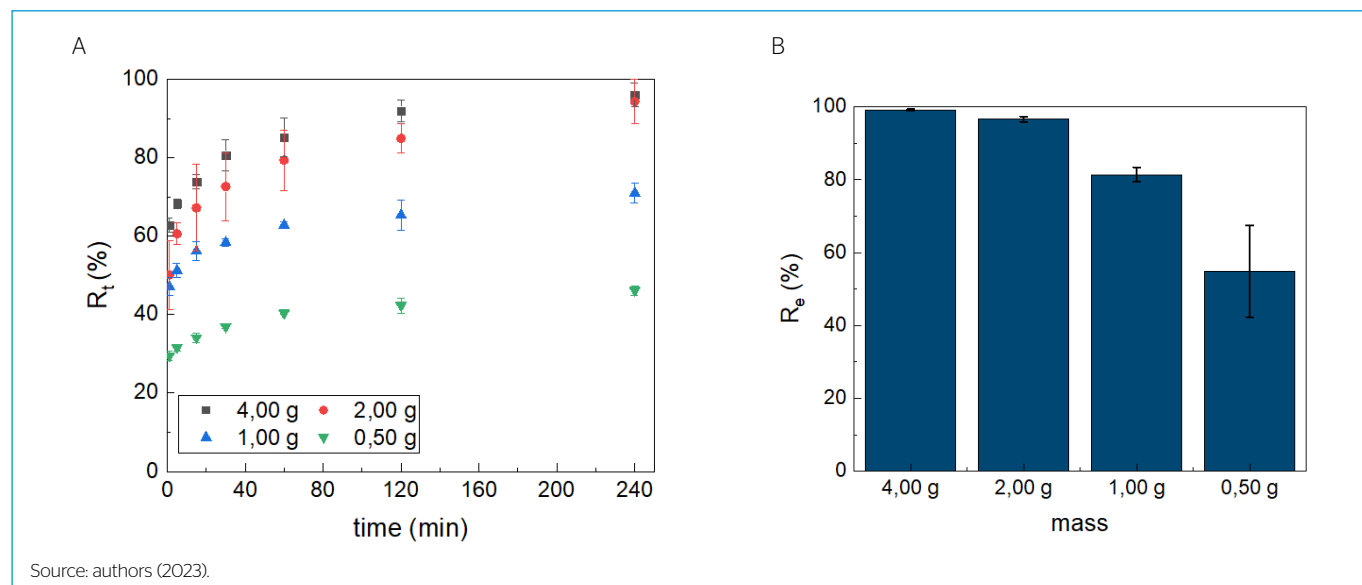 A
100
80
60
40
20
0
R_t (%)
4,00 g 2,00 g
1,00 g 0,50 g
0 40 80 120 160 200 240
time (min)
B
100
80
60
40
20
0
R_e (%)
4,00 g 2,00 g 1,00 g 0,50 g
mass
Source: authors (2023).